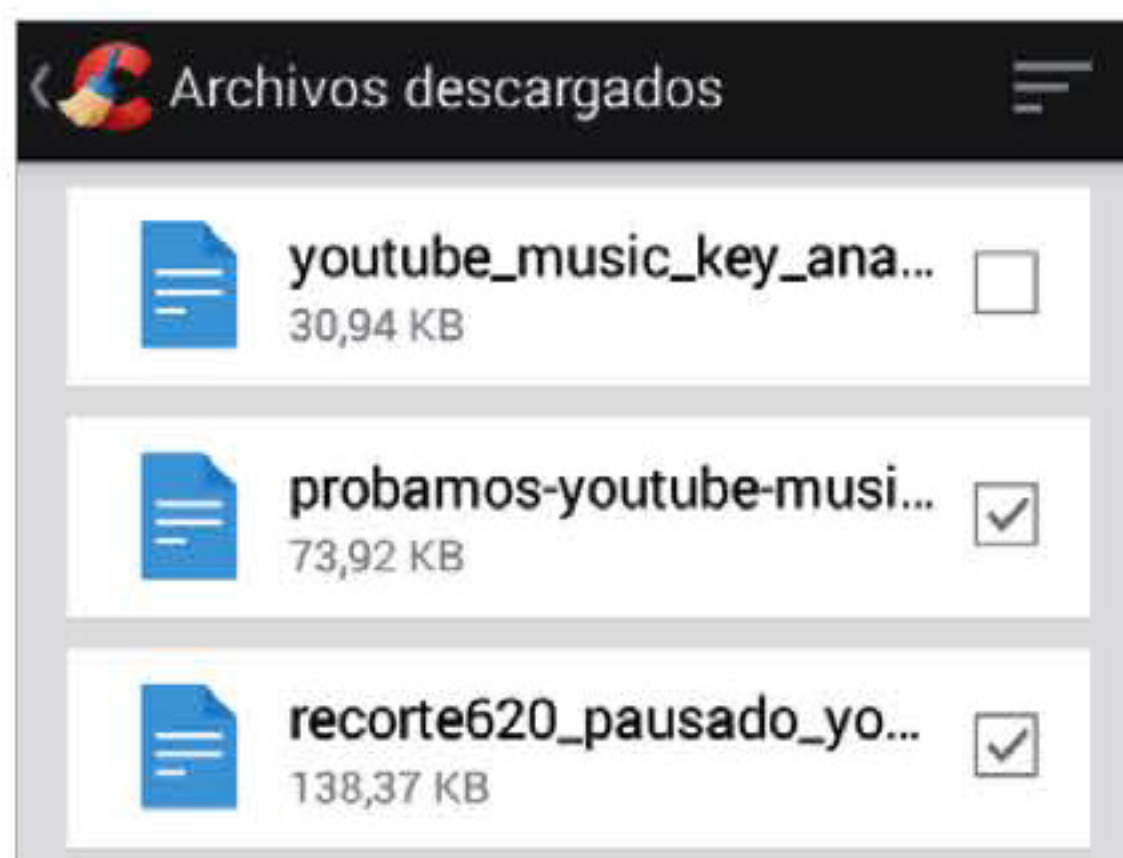 Archivos descargados
youtube_music_key_ana...
30,94 KB
probamos-youtube-musi...
73,92 KB
recorte620_pausado_yo...
138,37 KB